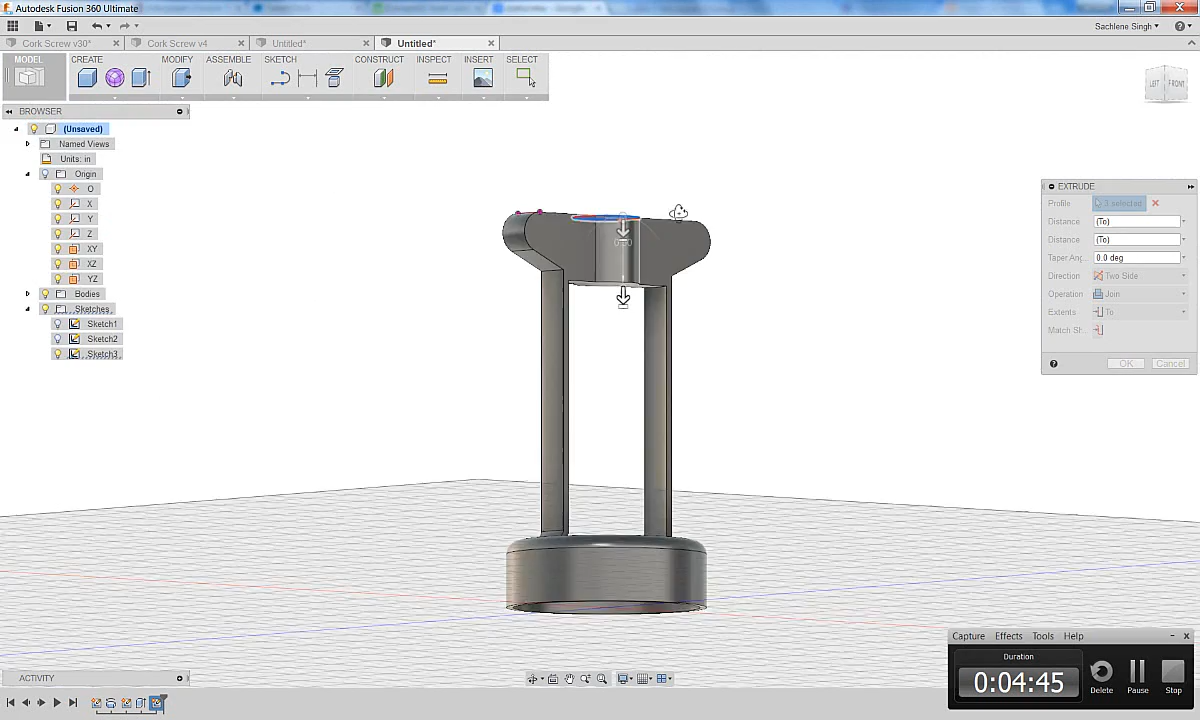 Autodesk Fusion 360 Ultimate
Sachlene Singh
Cork Screw v30*
Cork Screw v4
Untitled*
Untitled*
MODEL
CREATE
MODIFY
ASSEMBLE
SKETCH
CONSTRUCT
INSPECT
INSERT
SELECT
LEFT
FRONT
BROWSER
(Unsaved)
Named Views
Units: in
Origin
O
X
Y
Z
XY
XZ
YZ
Bodies
Sketches
Sketch1
Sketch2
Sketch3
EXTRUDE
Profile 3 selected
Distance (To)
Distance (To)
Taper Ang.. 0.0 deg
Direction Two Side
Operation Join
Extents To
Match Sh..
OK Cancel
Capture Effects Tools Help
Duration
0:04:45
Delete Pause Stop
ACTIVITY